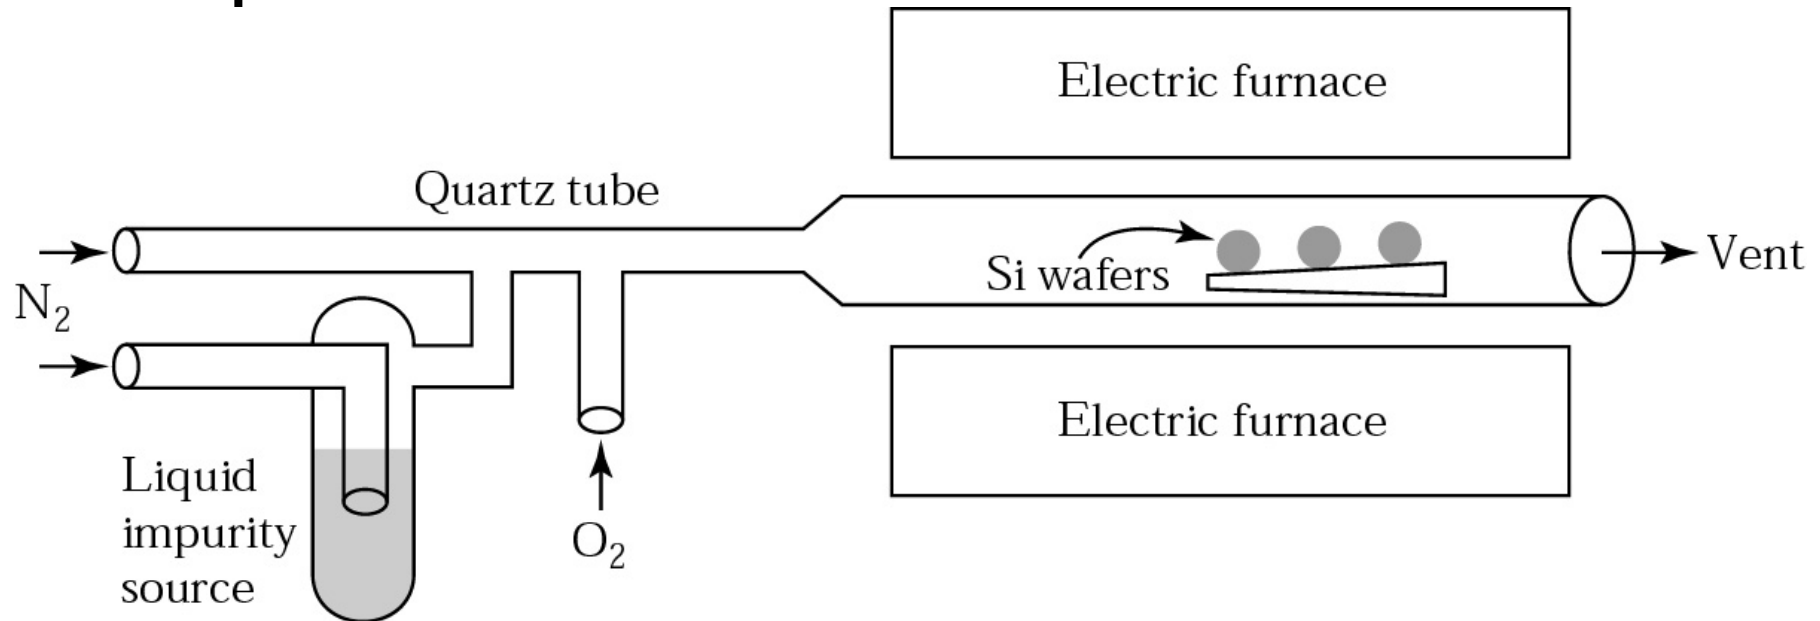 Electric furnace
Quartz tube
Si wafers
Vent
N₂
Electric furnace
Liquid
impurity
source
O₂